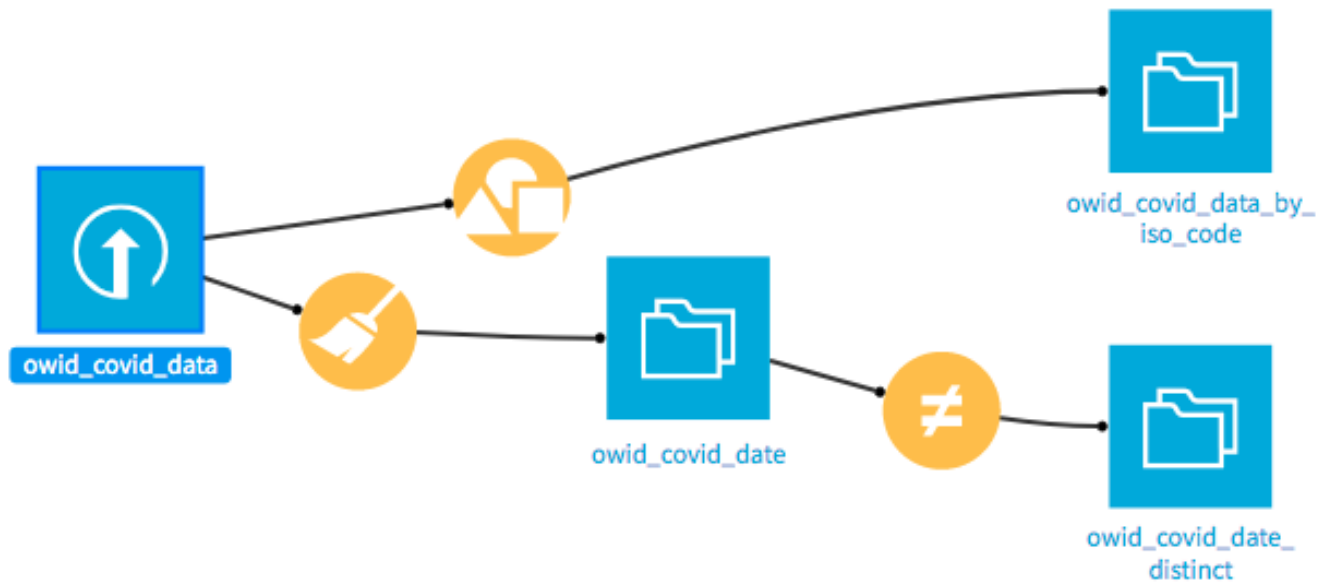 owid_covid_data_by_
iso_code
owid_covid_data
owid_covid_date
owid_covid_date_
distinct